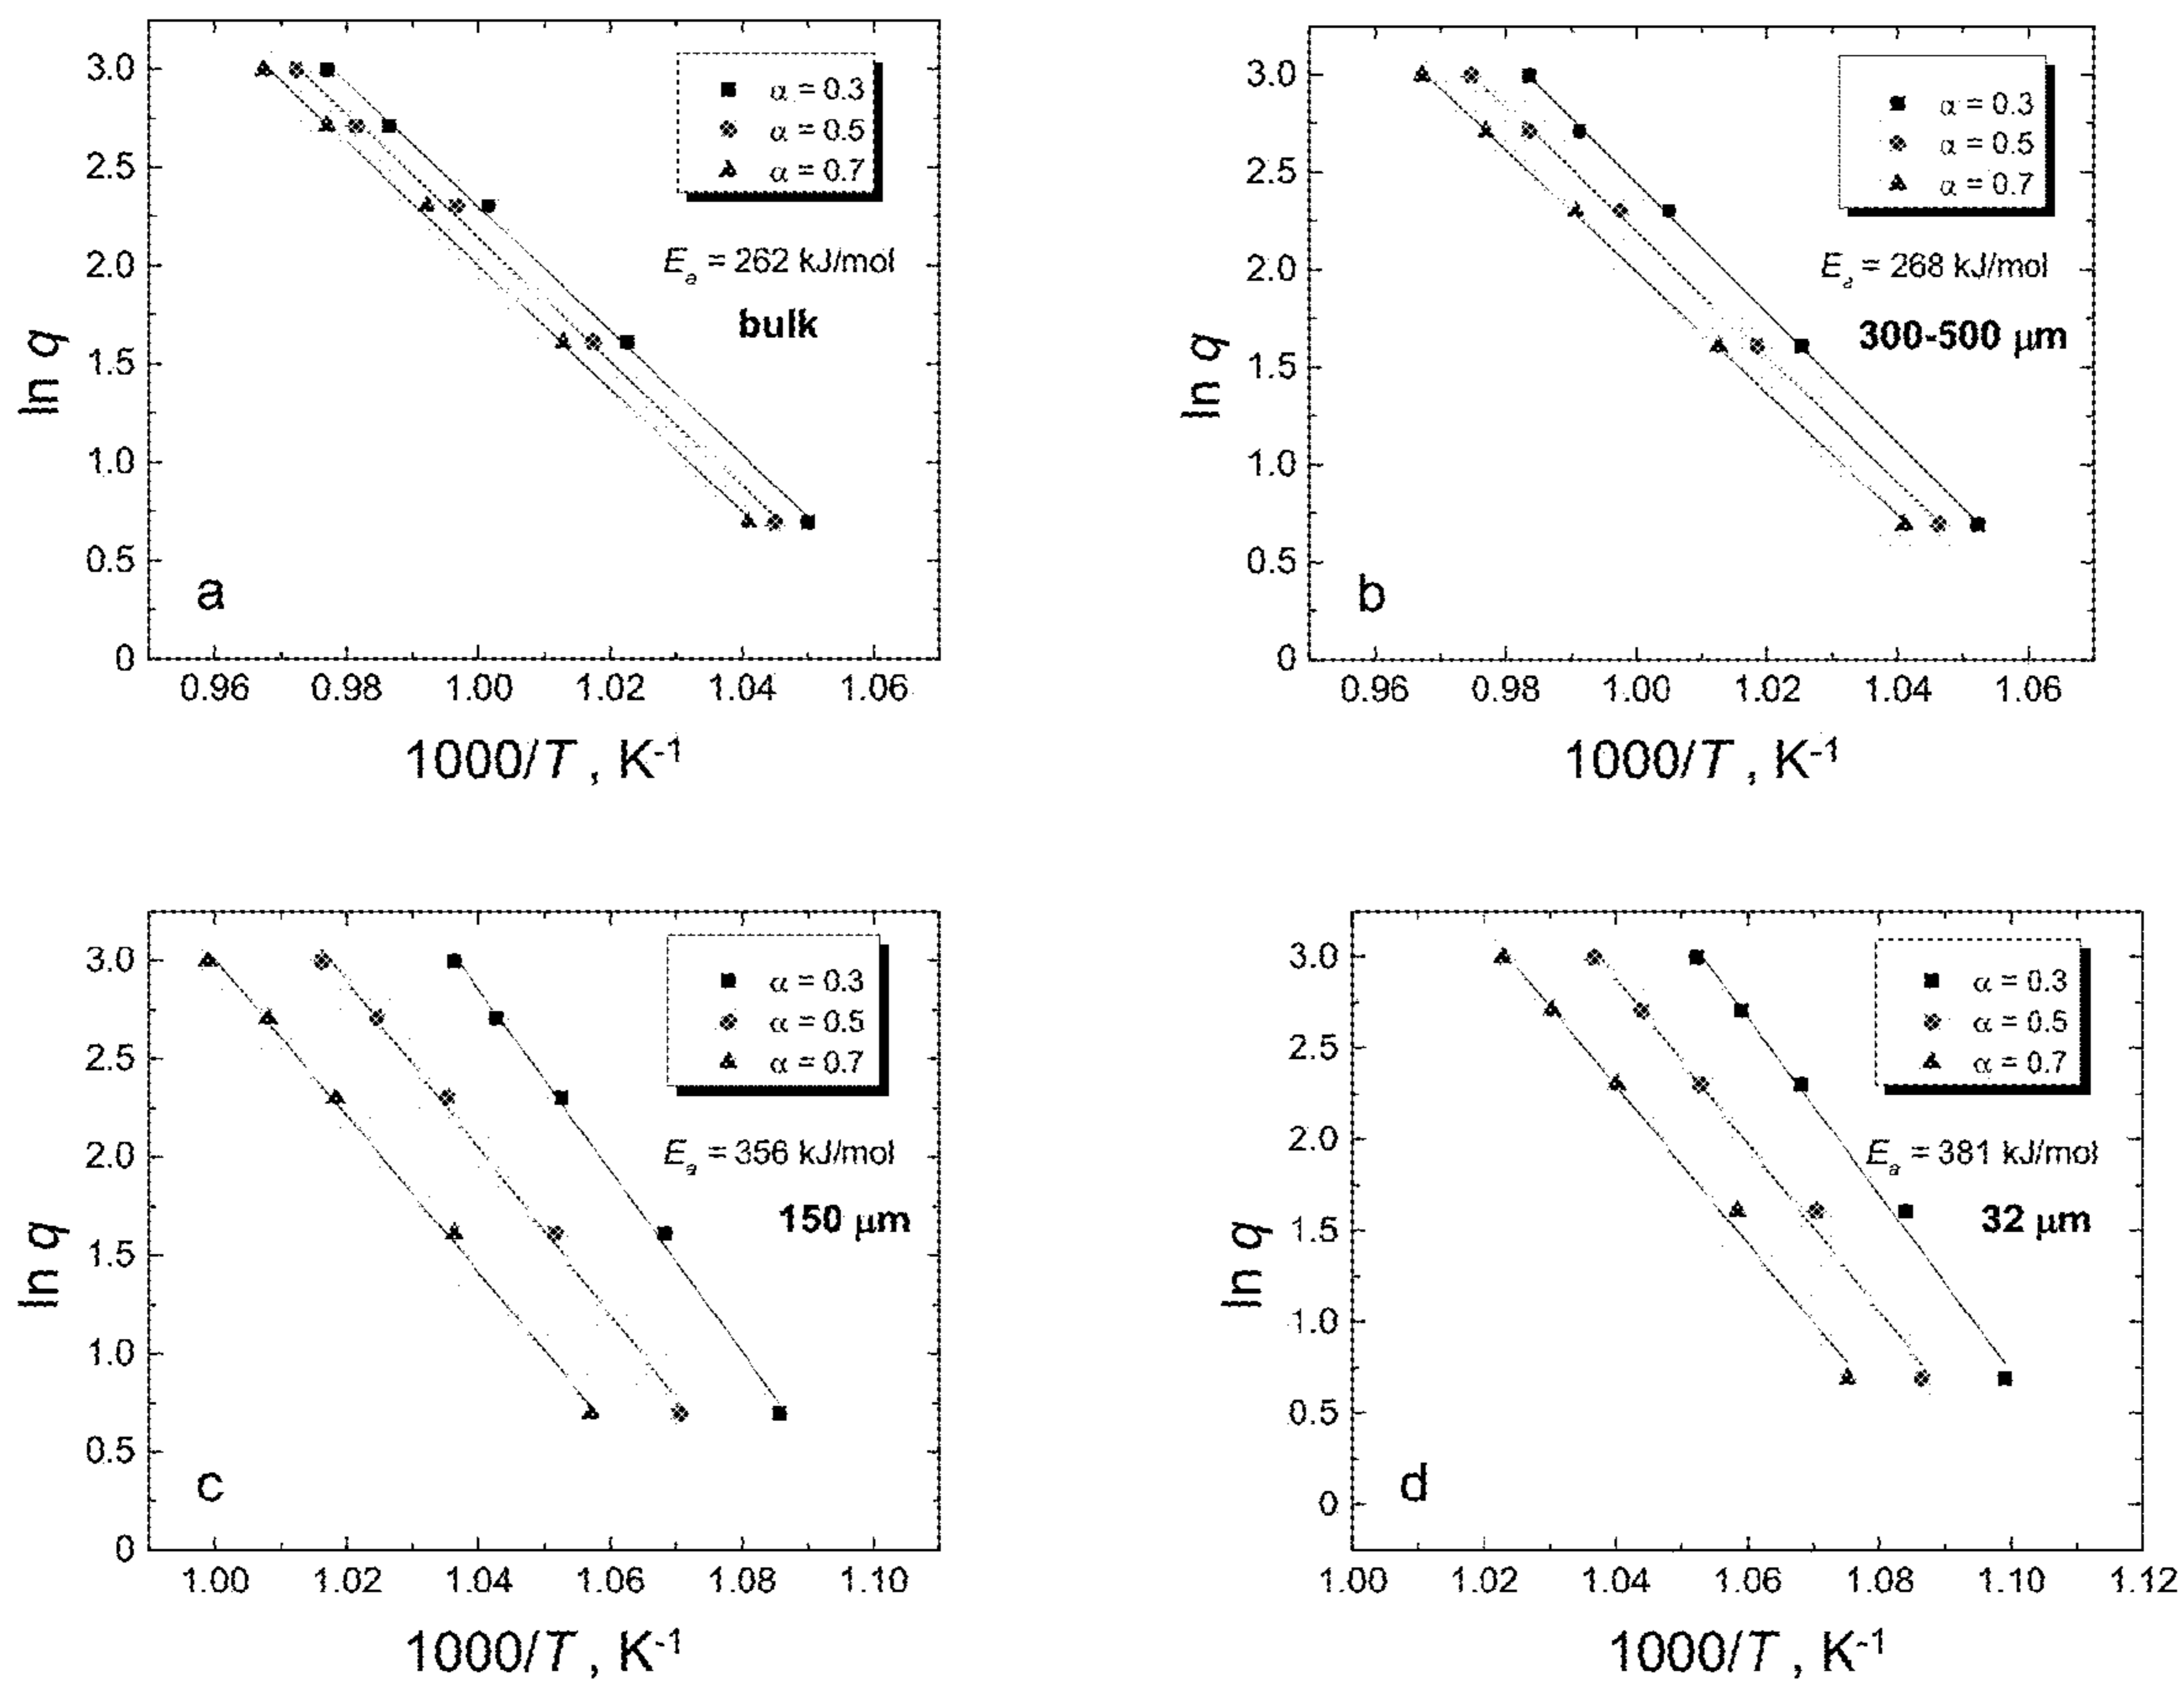 3.0
2.5
2.0
1.5
1.0
0.5
0
ln q
α = 0.3
α = 0.5
α = 0.7
Ea = 262 kJ/mol
bulk
a
0.96 0.98 1.00 1.02 1.04 1.06
1000/T , K-1
3.0
2.5
2.0
1.5
1.0
0.5
0
ln q
α = 0.3
α = 0.5
α = 0.7
Ea = 268 kJ/mol
300-500 μm
b
0.96 0.98 1.00 1.02 1.04 1.06
1000/T , K-1
3.0
2.5
2.0
1.5
1.0
0.5
0
ln q
α = 0.3
α = 0.5
α = 0.7
Ea = 356 kJ/mol
150 μm
c
1.00 1.02 1.04 1.06 1.08 1.10
1000/T , K-1
3.0
2.5
2.0
1.5
1.0
0.5
0
ln q
α = 0.3
α = 0.5
α = 0.7
Ea = 381 kJ/mol
32 μm
d
1.00 1.02 1.04 1.06 1.08 1.10 1.12
1000/T , K-1